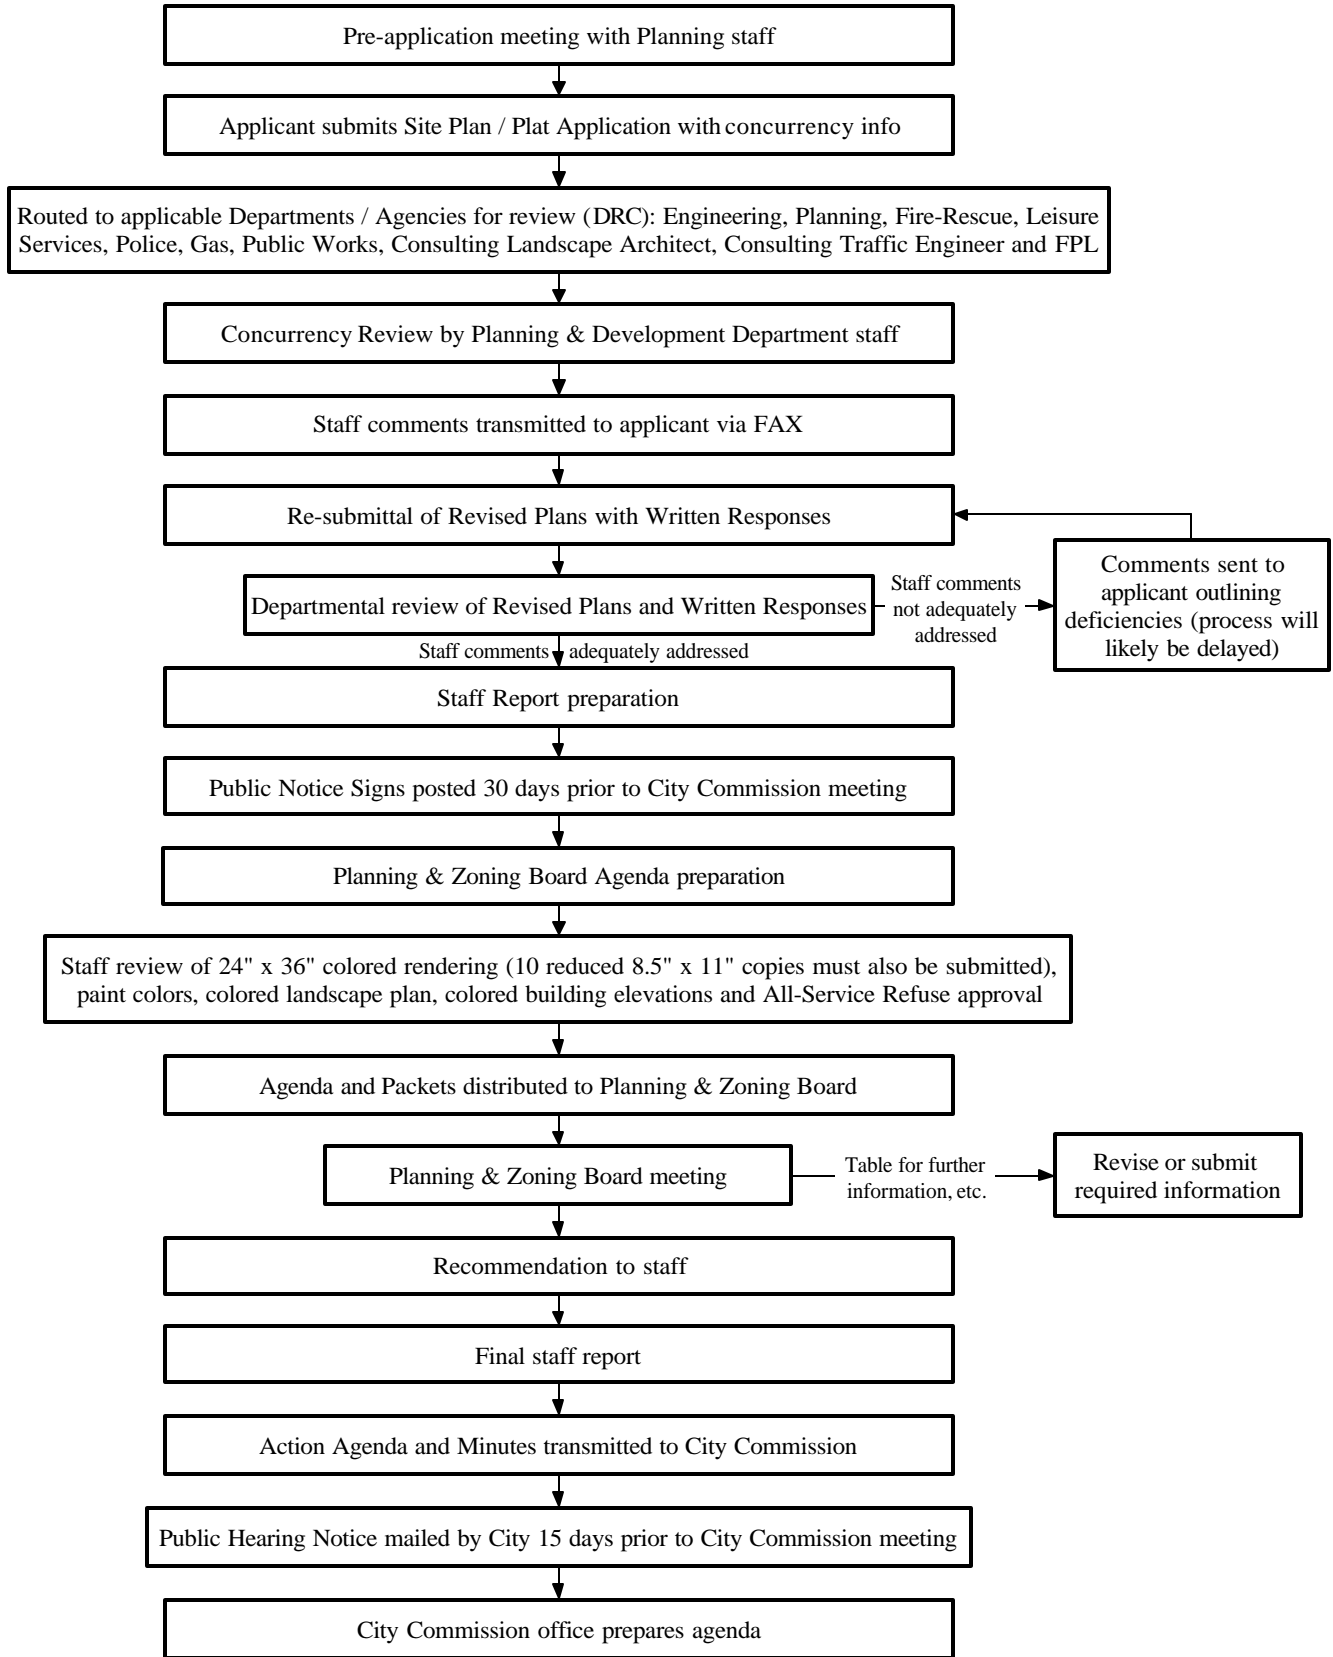 Pre-application meeting with Planning staff
Applicant submits Site Plan / Plat Application with concurrency info
Routed to applicable Departments / Agencies for review (DRC): Engineering, Planning, Fire-Rescue, Leisure
Services, Police, Gas, Public Works, Consulting Landscape Architect, Consulting Traffic Engineer and FPL
Concurrency Review by Planning & Development Department staff
Staff comments transmitted to applicant via FAX
Re-submittal of Revised Plans with Written Responses
Departmental review of Revised Plans and Written Responses
Staff comments
not adequately
addressed
Comments sent to
applicant outlining
deficiencies (process will
likely be delayed)
Staff comments adequately addressed
Staff Report preparation
Public Notice Signs posted 30 days prior to City Commission meeting
Planning & Zoning Board Agenda preparation
Staff review of 24" x 36" colored rendering (10 reduced 8.5" x 11" copies must also be submitted),
paint colors, colored landscape plan, colored building elevations and All-Service Refuse approval
Agenda and Packets distributed to Planning & Zoning Board
Planning & Zoning Board meeting
Table for further
information, etc.
Revise or submit
required information
Recommendation to staff
Final staff report
Action Agenda and Minutes transmitted to City Commission
Public Hearing Notice mailed by City 15 days prior to City Commission meeting
City Commission office prepares agenda